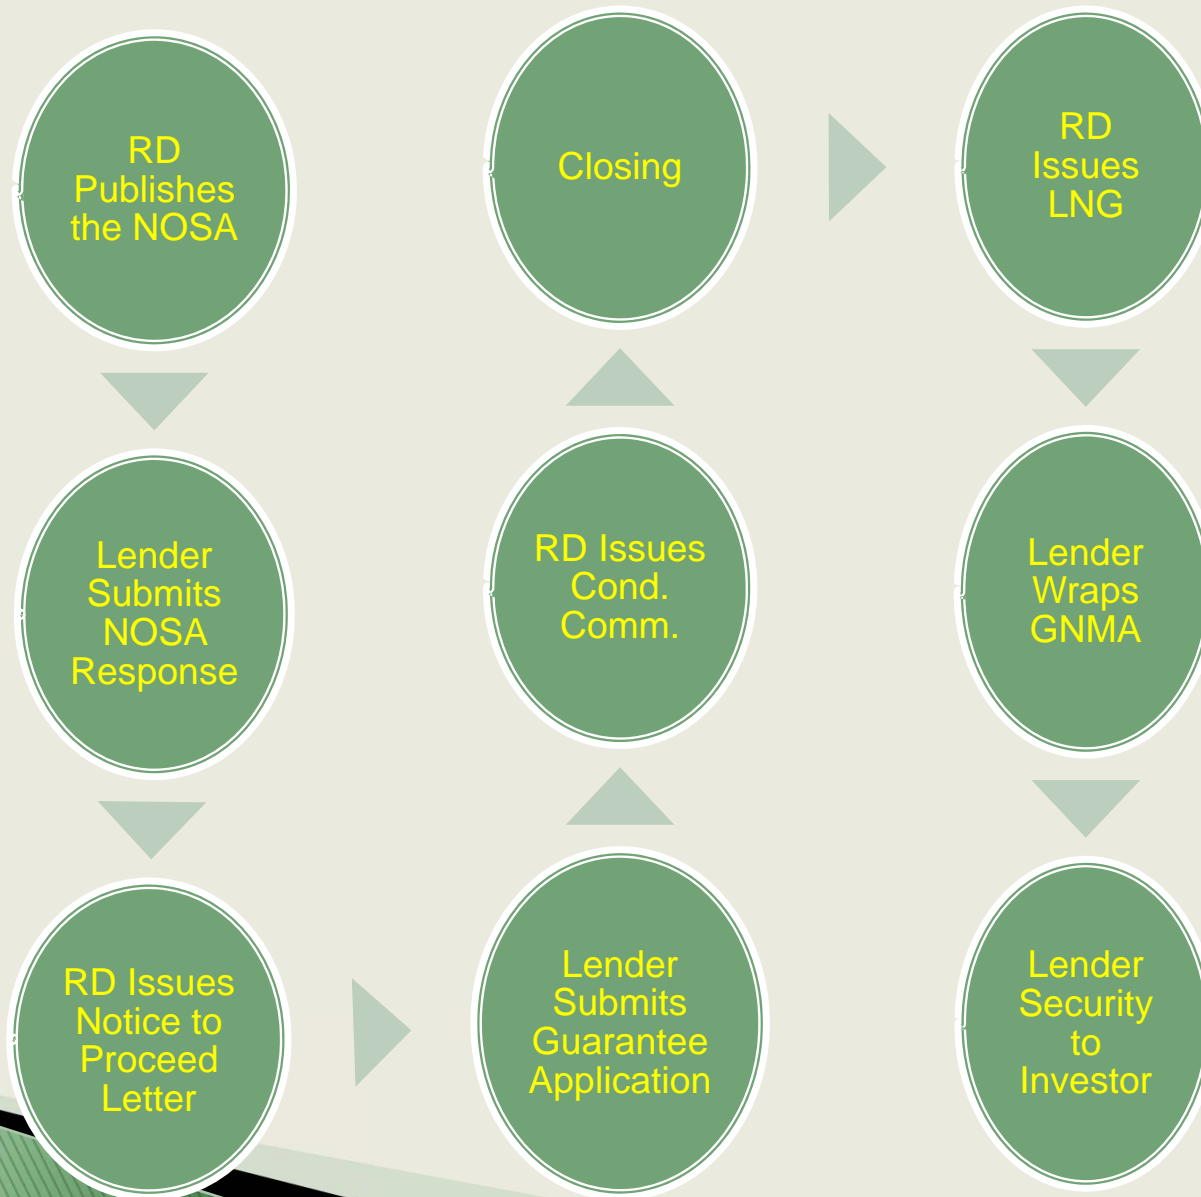 RD
Publishes
the NOSA
Lender
Submits
NOSA
Response
RD Issues
Notice to
Proceed
Letter
Lender
Submits
Guarantee
Application
RD Issues
Cond.
Comm.
Closing
RD
Issues
LNG
Lender
Wraps
GNMA
Lender
Security
to
Investor